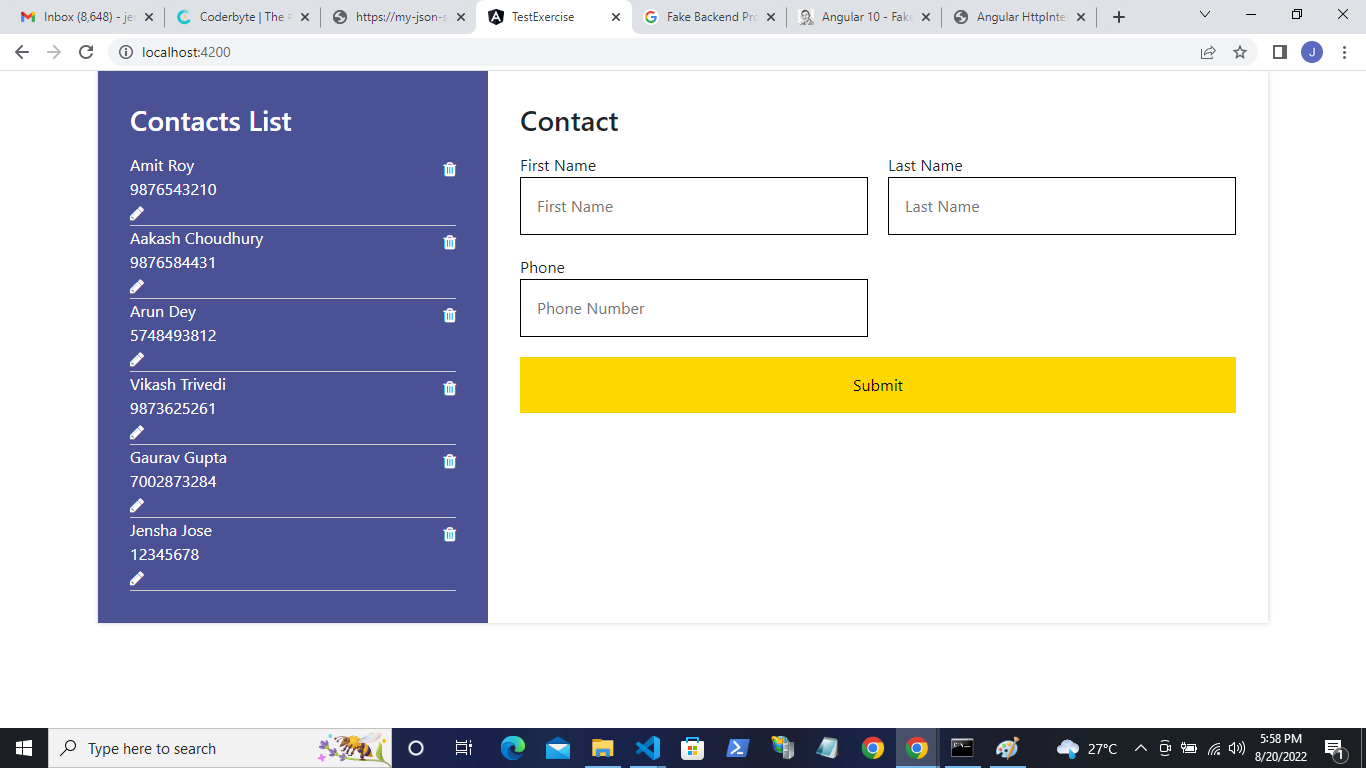 Inbox (8,648) - je
Coderbyte | The #
https://my-json-s
TestExercise
Fake Backend Pro
Angular 10 - Fake
Angular HttpInter
localhost:4200
J
Contacts List
Amit Roy
9876543210
Aakash Choudhury
9876584431
Arun Dey
5748493812
Vikash Trivedi
9873625261
Gaurav Gupta
7002873284
Jensha Jose
12345678
Contact
First Name
Last Name
First Name
Last Name
Phone
Phone Number
Submit
Type here to search
27°C
5:58 PM
8/20/2022
1